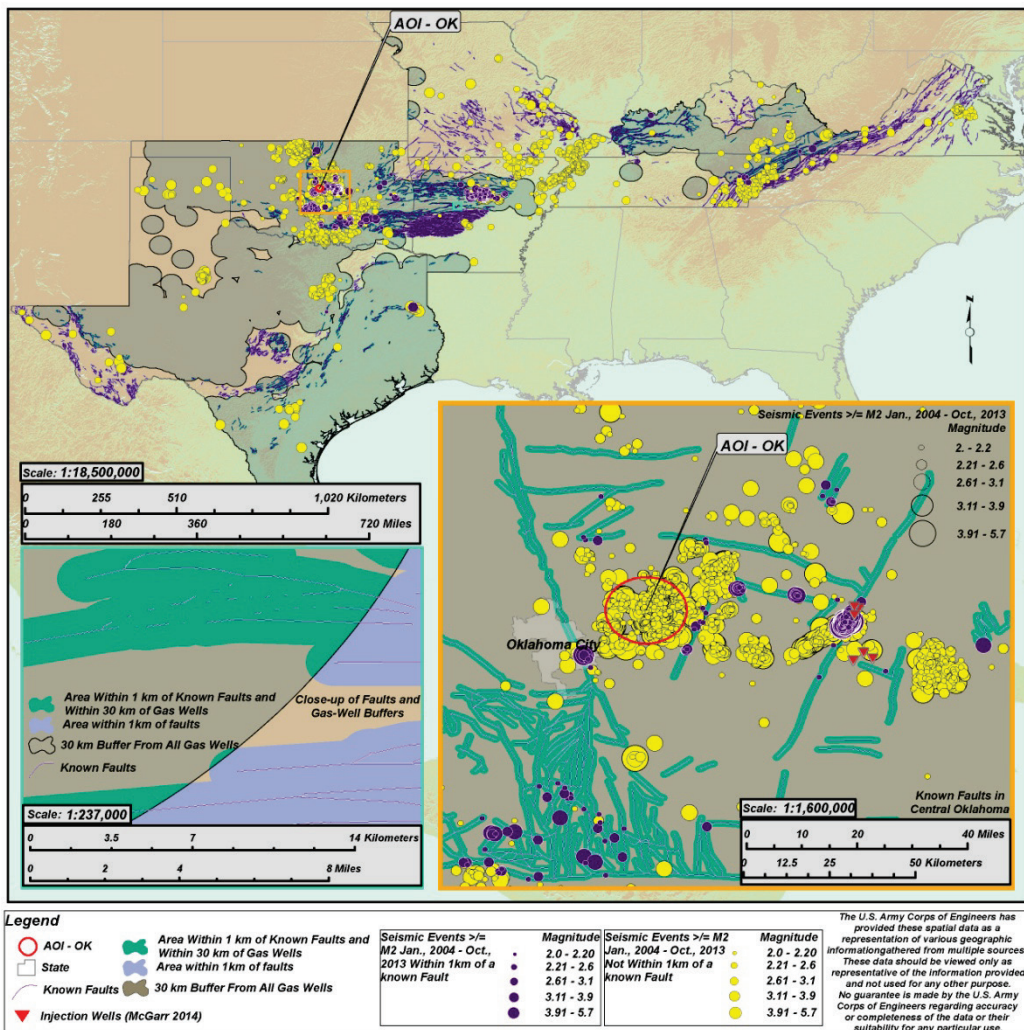 AOI - OK
N
Scale: 1:18,500,000
0 255 510 1,020 Kilometers
0 180 360 720 Miles
Area Within 1 km of Known Faults and
Within 30 km of Gas Wells
Area within 1km of faults
30 km Buffer From All Gas Wells
Known Faults
Close-up of Faults and
Gas-Well Buffers
Scale: 1:237,000
0 3.5 7 14 Kilometers
0 2 4 8 Miles
Seismic Events >/= M2 Jan., 2004 - Oct., 2013
Magnitude
2. - 2.2
2.21 - 2.6
2.61 - 3.1
3.11 - 3.9
3.91 - 5.7
AOI - OK
Oklahoma City
Known Faults in
Central Oklahoma
Scale: 1:1,600,000
0 10 20 40 Miles
0 12.5 25 50 Kilometers
Legend
AOI - OK
State
Known Faults
Injection Wells (McGarr 2014)
Area Within 1 km of Known Faults and
Within 30 km of Gas Wells
Area within 1km of faults
30 km Buffer From All Gas Wells
Seismic Events >/= Magnitude
M2 Jan., 2004 - Oct., 2.0 - 2.20
2013 Within 1km of a 2.21 - 2.6
known Fault 2.61 - 3.1
3.11 - 3.9
3.91 - 5.7
Seismic Events >/= M2 Magnitude
Jan., 2004 - Oct., 2013 2.0 - 2.20
Not Within 1km of a 2.21 - 2.6
known Fault 2.61 - 3.1
3.11 - 3.9
3.91 - 5.7
The U.S. Army Corps of Engineers has
provided these spatial data as a
representation of various geographic
informationgathered from multiple sources.
These data should be viewed only as
representative of the information provided
and not used for any other purpose.
No guarantee is made by the U.S. Army
Corps of Engineers regarding accuracy
or completeness of the data or their
suitability for any particular use